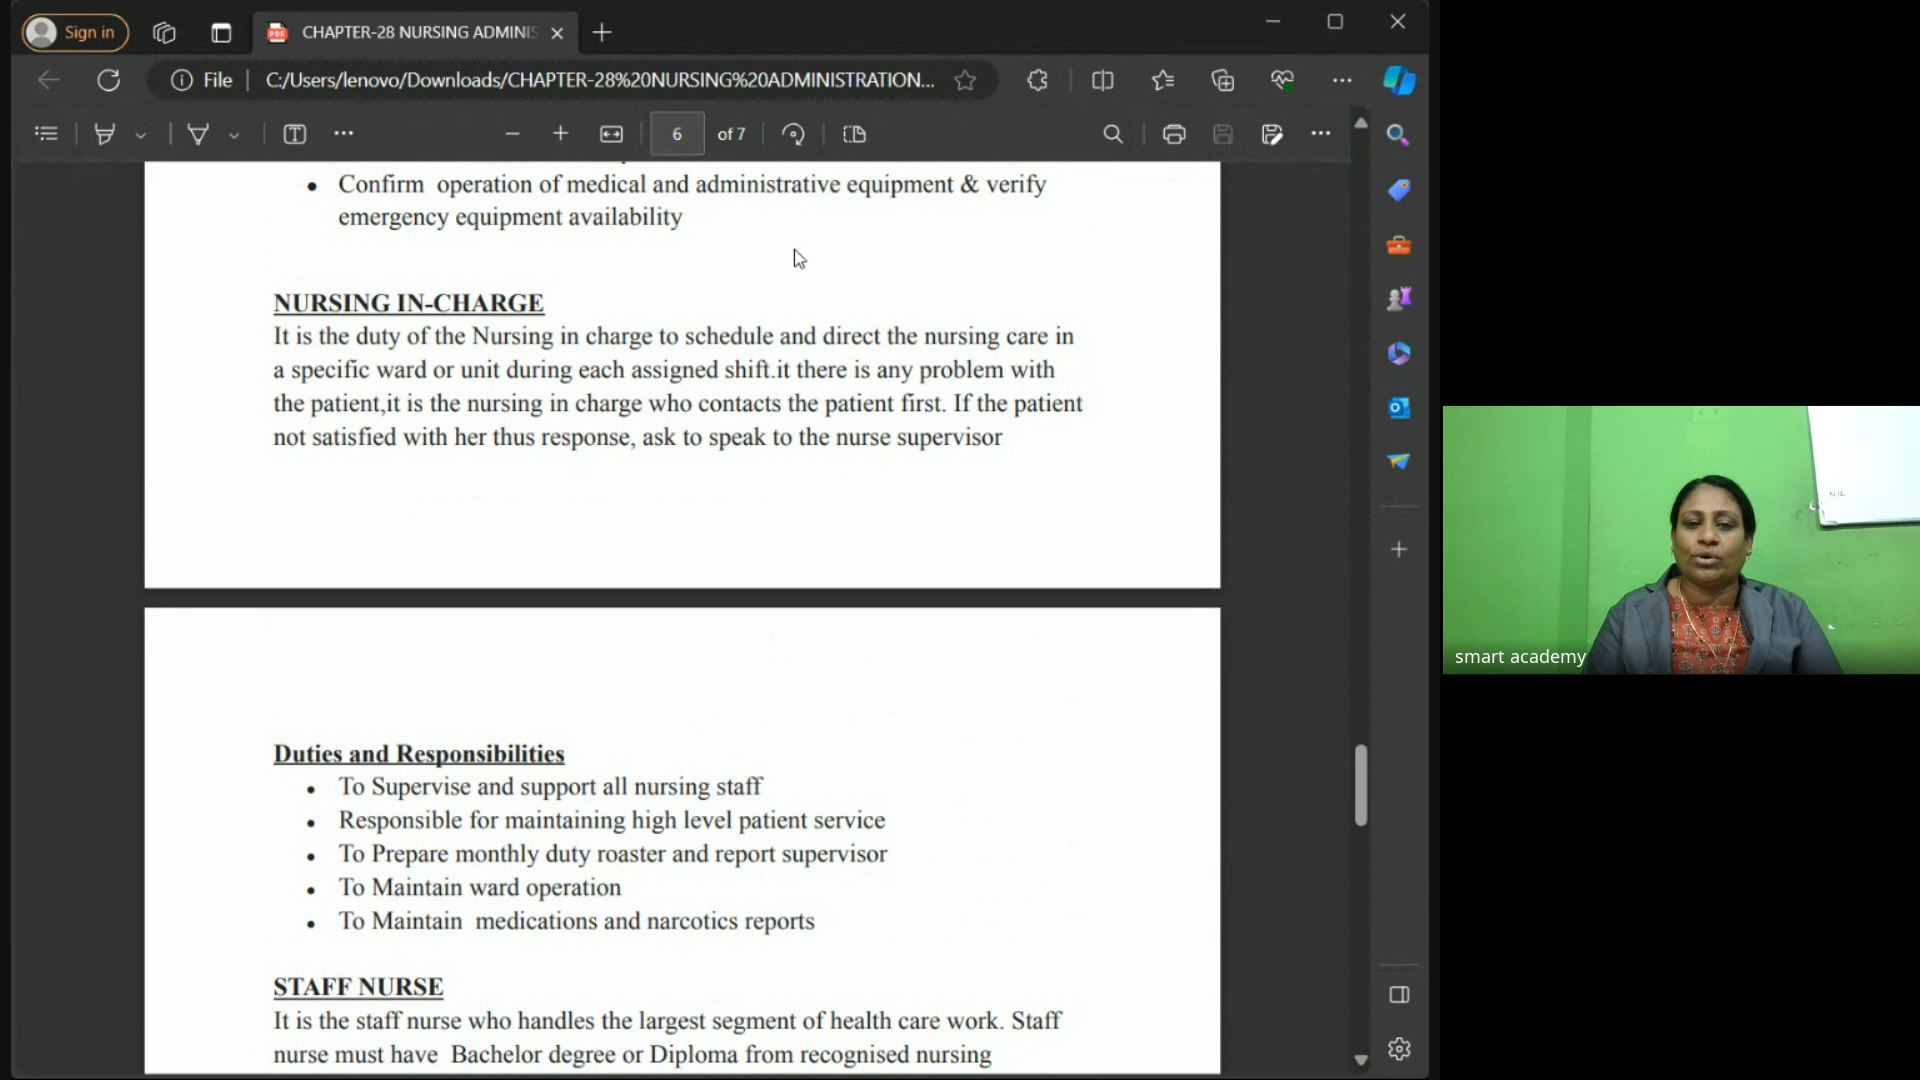 Sign in
CHAPTER-28 NURSING ADMINIS
File
C:/Users/lenovo/Downloads/CHAPTER-28%20NURSING%20ADMINISTRATION...
6 of 7
• Confirm operation of medical and administrative equipment & verify
emergency equipment availability
NURSING IN-CHARGE
It is the duty of the Nursing in charge to schedule and direct the nursing care in
a specific ward or unit during each assigned shift.it there is any problem with
the patient,it is the nursing in charge who contacts the patient first. If the patient
not satisfied with her thus response, ask to speak to the nurse supervisor
Duties and Responsibilities
• To Supervise and support all nursing staff
• Responsible for maintaining high level patient service
• To Prepare monthly duty roaster and report supervisor
• To Maintain ward operation
• To Maintain medications and narcotics reports
STAFF NURSE
It is the staff nurse who handles the largest segment of health care work. Staff
nurse must have Bachelor degree or Diploma from recognised nursing
smart academy